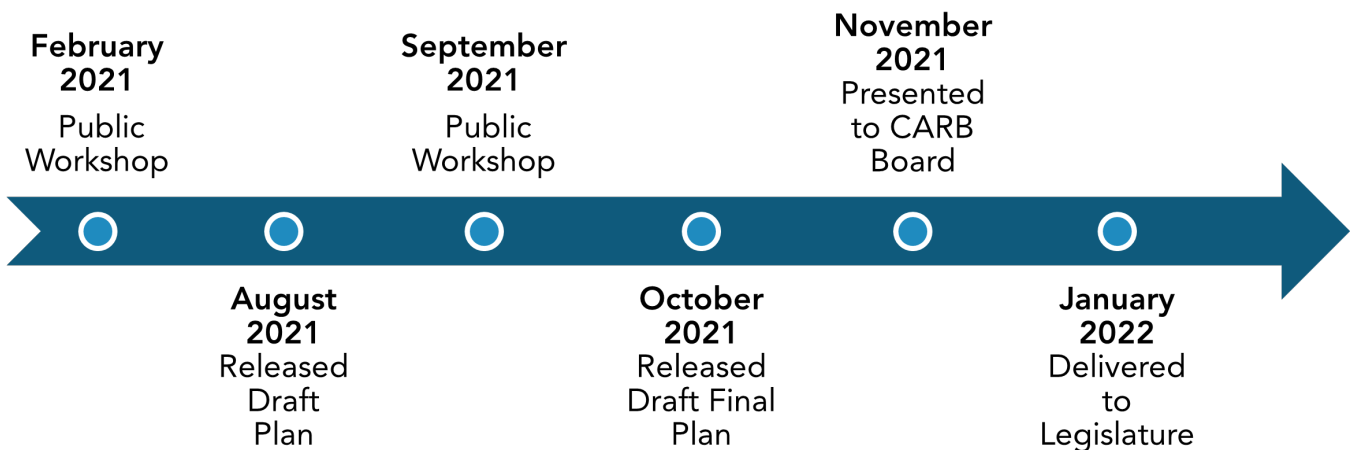 February
2021
Public
Workshop
August
2021
Released
Draft
Plan
September
2021
Public
Workshop
October
2021
Released
Draft Final
Plan
November
2021
Presented
to CARB
Board
January
2022
Delivered
to
Legislature